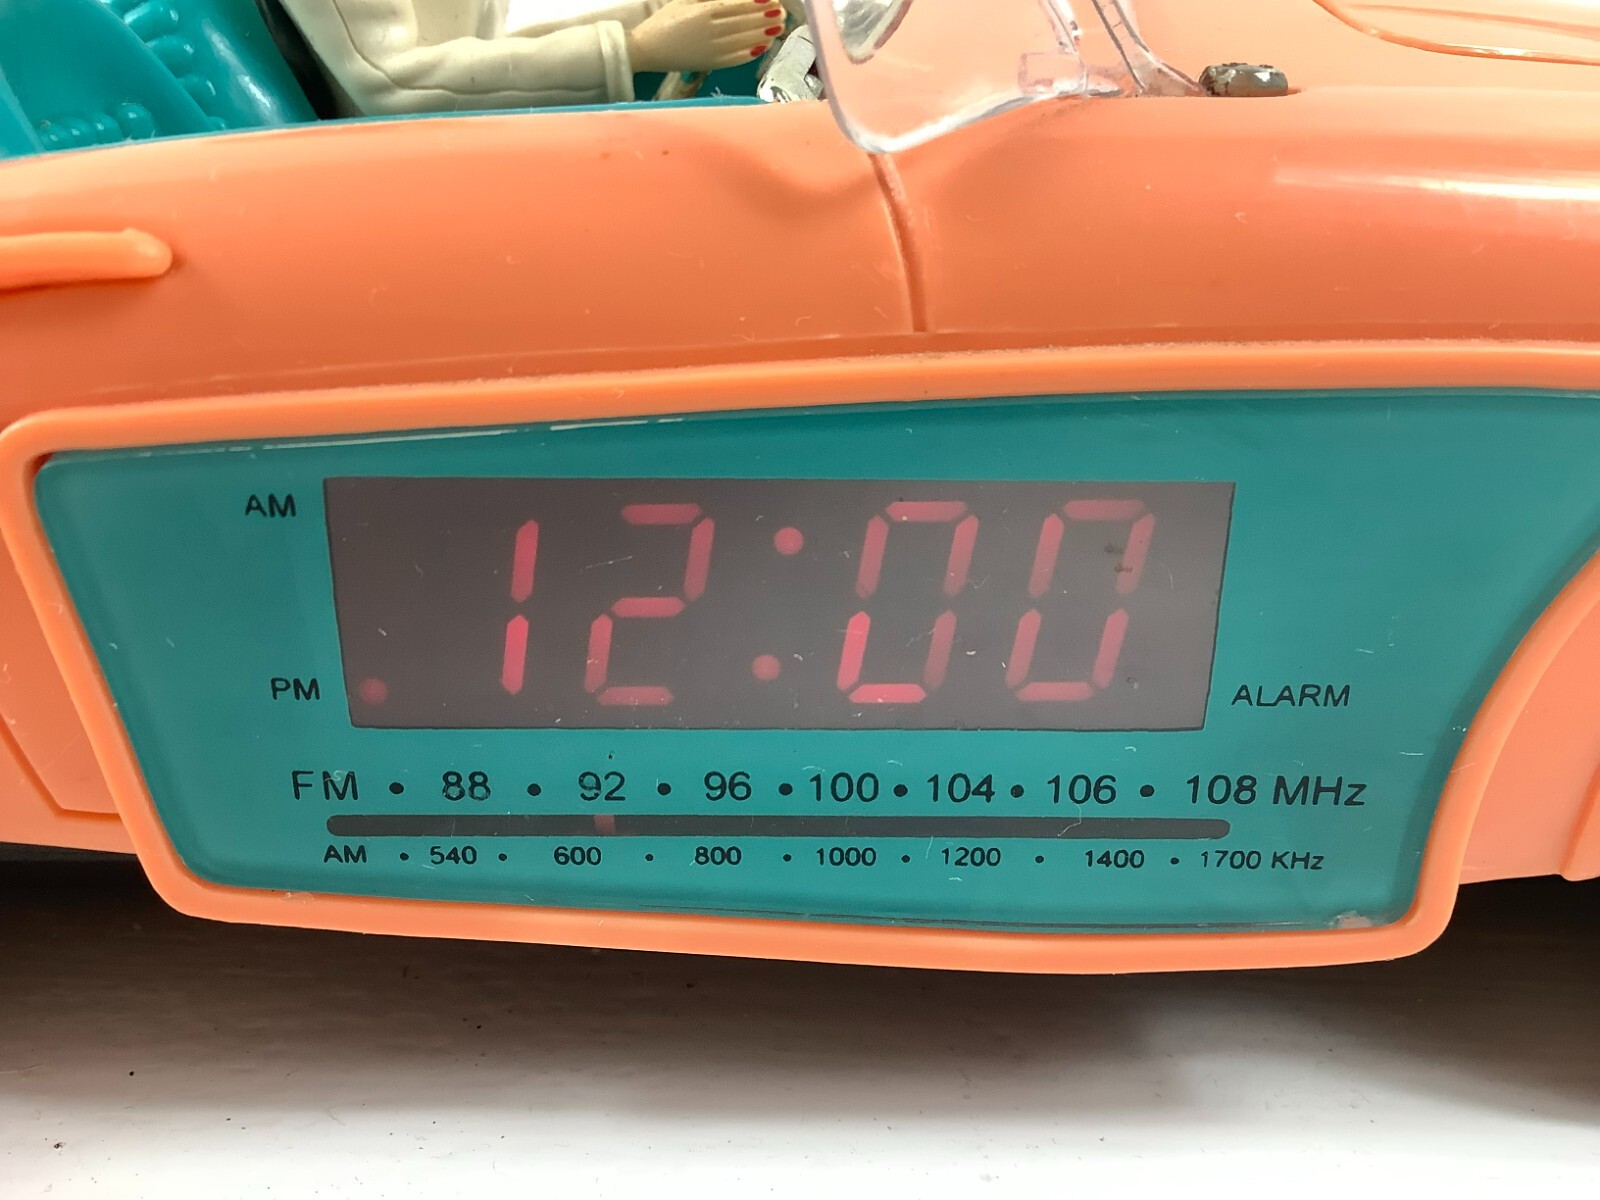 AM
12:00
PM
ALARM
FM • 88 • 92 • 96 • 100 • 104 • 106 • 108 MHz
AM • 540 • 600 • 800 • 1000 • 1200 • 1400 • 1700 KHz